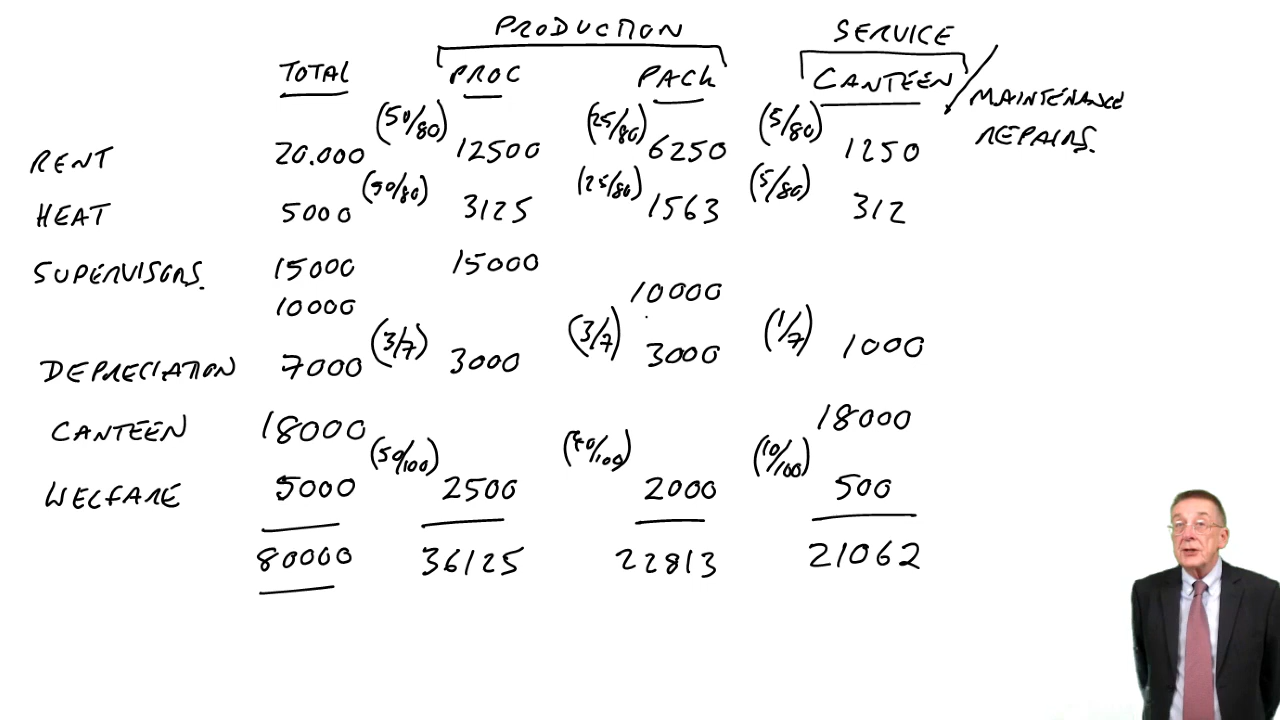 PRODUCTION SERVICE
TOTAL PROC PACK CANTEEN / MAINTENANCE
REPAIRS.
RENT 20.000 (50/80) 12500 (25/80) 6250 (5/80) 1250
HEAT 5000 (50/80) 3125 (25/80) 1563 (5/80) 312
SUPERVISORS. 15000 15000
10000 10000
DEPRECIATION 7000 (3/7) 3000 (3/7) 3000 (1/7) 1000
CANTEEN 18000 18000
WELFARE 5000 (50/100) 2500 (40/100) 2000 (10/100) 500
80000 36125 22813 21062